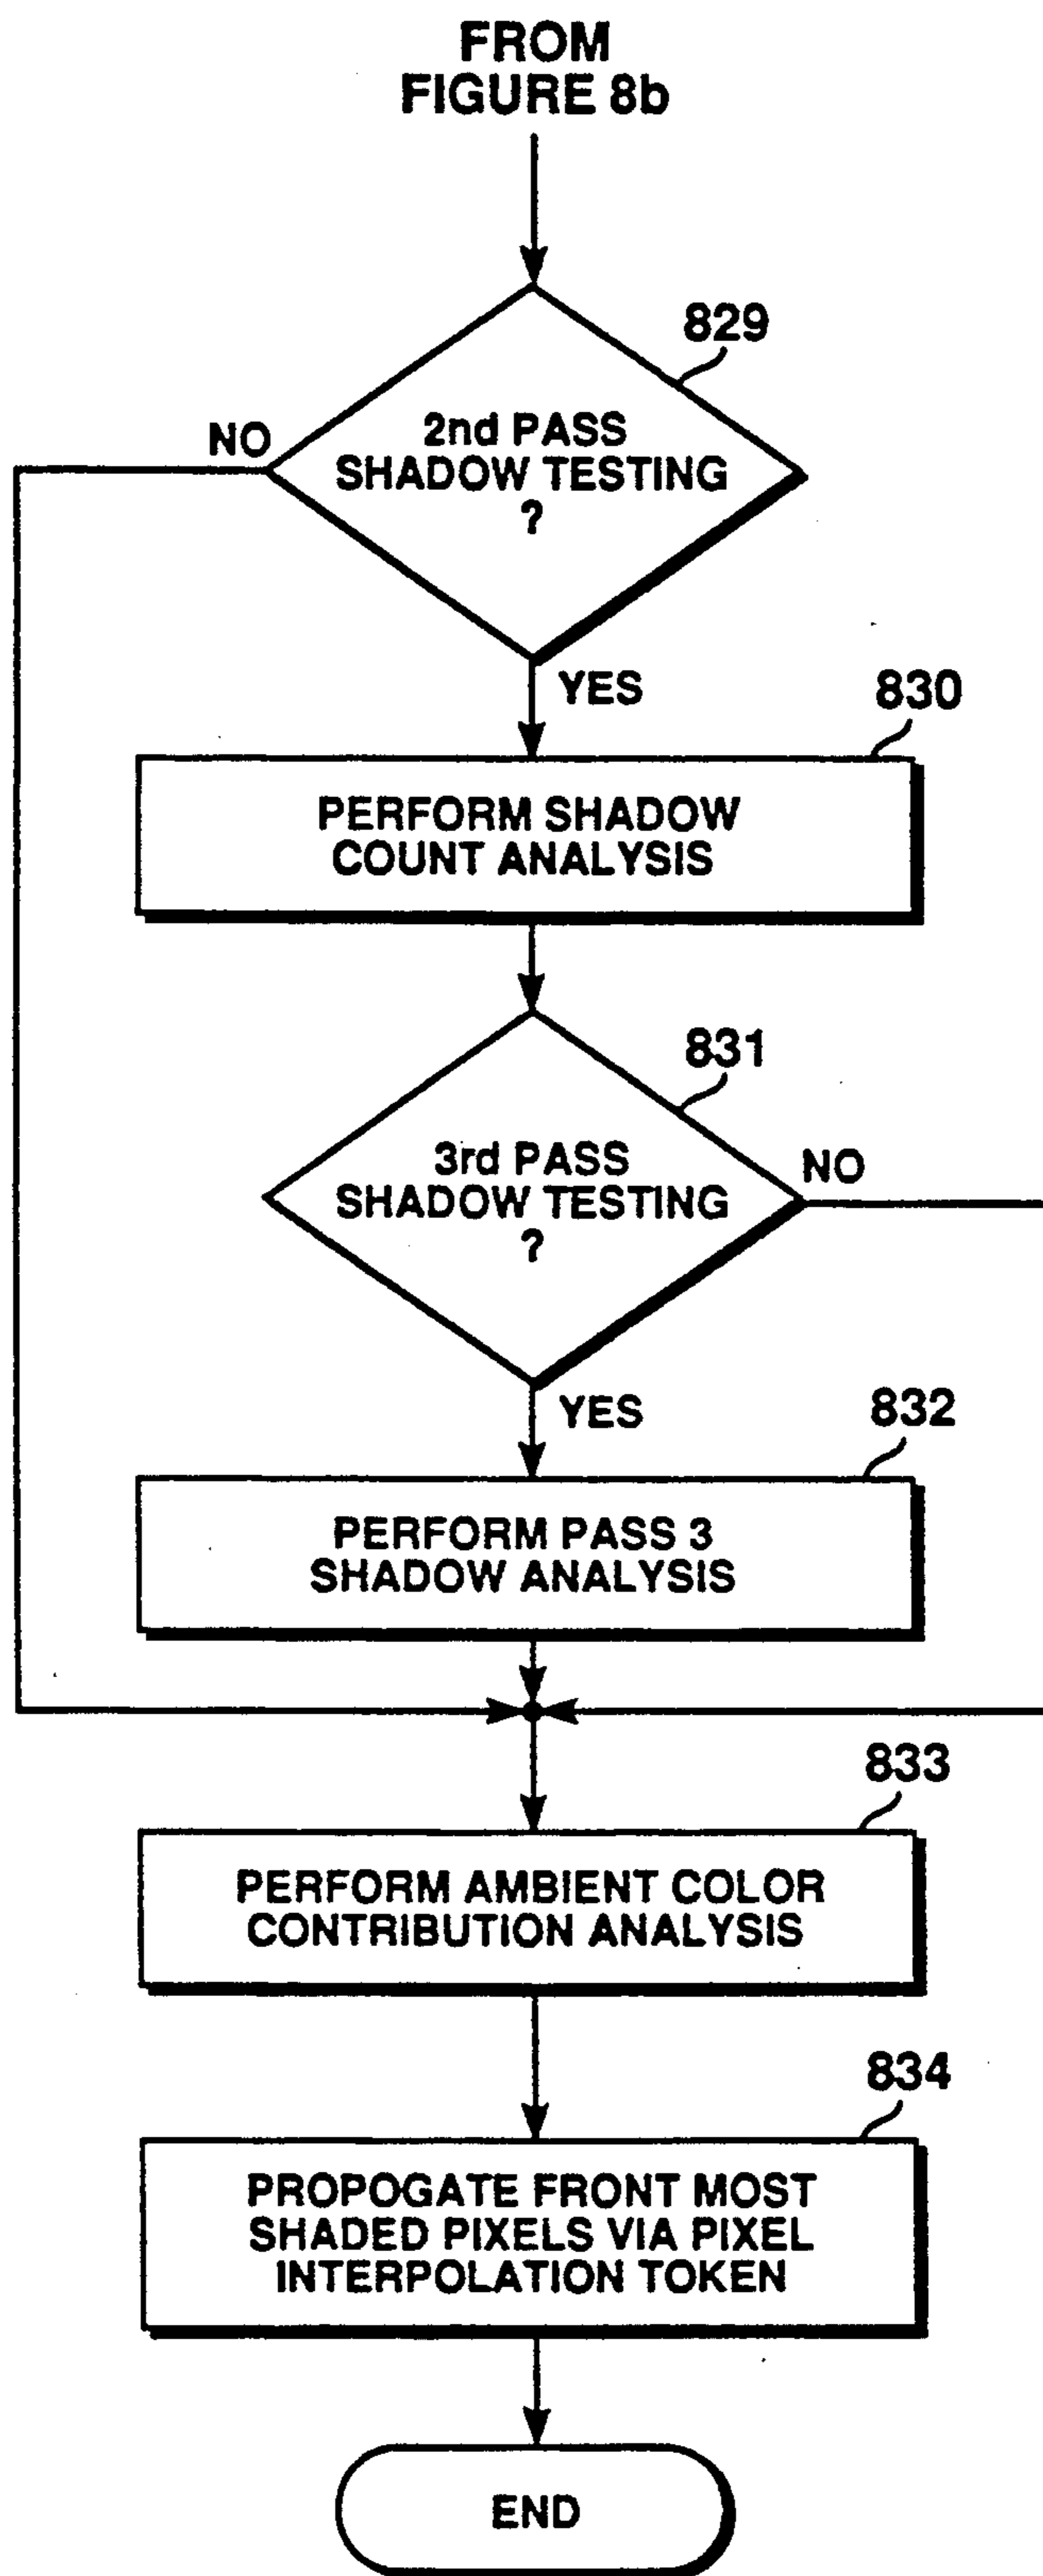 FROM
FIGURE 8b
829
2nd PASS
SHADOW TESTING
?
NO
YES
830
PERFORM SHADOW
COUNT ANALYSIS
831
3rd PASS
SHADOW TESTING
?
NO
YES
832
PERFORM PASS 3
SHADOW ANALYSIS
833
PERFORM AMBIENT COLOR
CONTRIBUTION ANALYSIS
834
PROPOGATE FRONT MOST
SHADED PIXELS VIA PIXEL
INTERPOLATION TOKEN
END